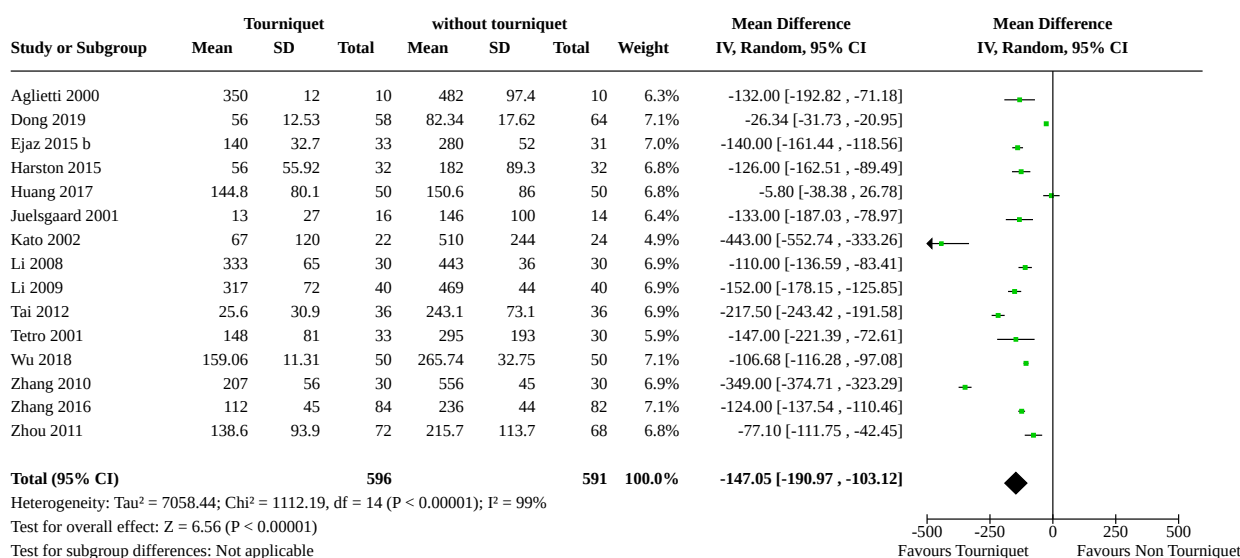 Tourniquet without tourniquet Mean Difference Mean Difference
Study or Subgroup Mean SD Total Mean SD Total Weight IV, Random, 95% CI IV, Random, 95% CI
Aglietti 2000 350 12 10 482 97.4 10 6.3% -132.00 [-192.82 , -71.18]
Dong 2019 56 12.53 58 82.34 17.62 64 7.1% -26.34 [-31.73 , -20.95]
Ejaz 2015 b 140 32.7 33 280 52 31 7.0% -140.00 [-161.44 , -118.56]
Harston 2015 56 55.92 32 182 89.3 32 6.8% -126.00 [-162.51 , -89.49]
Huang 2017 144.8 80.1 50 150.6 86 50 6.8% -5.80 [-38.38 , 26.78]
Juelsgaard 2001 13 27 16 146 100 14 6.4% -133.00 [-187.03 , -78.97]
Kato 2002 67 120 22 510 244 24 4.9% -443.00 [-552.74 , -333.26]
Li 2008 333 65 30 443 36 30 6.9% -110.00 [-136.59 , -83.41]
Li 2009 317 72 40 469 44 40 6.9% -152.00 [-178.15 , -125.85]
Tai 2012 25.6 30.9 36 243.1 73.1 36 6.9% -217.50 [-243.42 , -191.58]
Tetro 2001 148 81 33 295 193 30 5.9% -147.00 [-221.39 , -72.61]
Wu 2018 159.06 11.31 50 265.74 32.75 50 7.1% -106.68 [-116.28 , -97.08]
Zhang 2010 207 56 30 556 45 30 6.9% -349.00 [-374.71 , -323.29]
Zhang 2016 112 45 84 236 44 82 7.1% -124.00 [-137.54 , -110.46]
Zhou 2011 138.6 93.9 72 215.7 113.7 68 6.8% -77.10 [-111.75 , -42.45]
Total (95% CI) 596 591 100.0% -147.05 [-190.97 , -103.12]
Heterogeneity: Tau² = 7058.44; Chi² = 1112.19, df = 14 (P < 0.00001); I² = 99%
Test for overall effect: Z = 6.56 (P < 0.00001)
-500 -250 0 250 500
Test for subgroup differences: Not applicable
Favours Tourniquet Favours Non Tourniquet